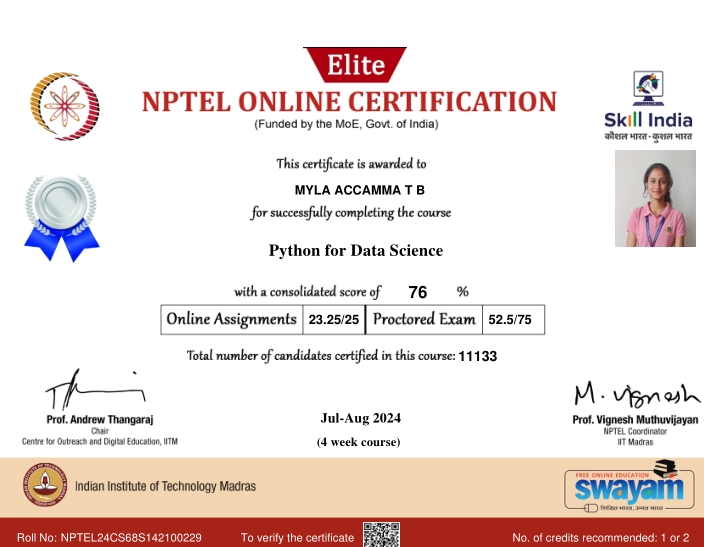 Elite
NPTEL ONLINE CERTIFICATION
(Funded by the MoE, Govt. of India)
Skill India
कौशल भारत - कुशल भारत
This certificate is awarded to
MYLA ACCAMMA T B
for successfully completing the course
Python for Data Science
with a consolidated score of 76 %
Online Assignments 23.25/25 Proctored Exam 52.5/75
Total number of candidates certified in this course: 11133
Prof. Andrew Thangaraj
Chair
Centre for Outreach and Digital Education, IITM
Jul-Aug 2024
(4 week course)
M. Vignesh
Prof. Vignesh Muthuvijayan
NPTEL Coordinator
IIT Madras
Indian Institute of Technology Madras
FREE ONLINE EDUCATION
swayam
शिक्षित भारत, उन्नत भारत
Roll No: NPTEL24CS68S142100229
To verify the certificate
No. of credits recommended: 1 or 2